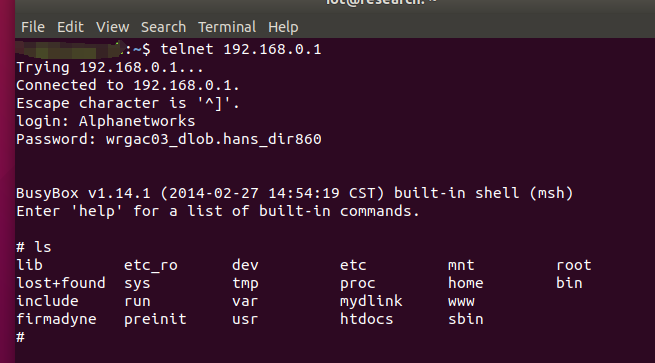 iot@research: ~
File Edit View Search Terminal Help
:~$ telnet 192.168.0.1
Trying 192.168.0.1...
Connected to 192.168.0.1.
Escape character is '^]'.
login: Alphanetworks
Password: wrgac03_dlob.hans_dir860
BusyBox v1.14.1 (2014-02-27 14:54:19 CST) built-in shell (msh)
Enter 'help' for a list of built-in commands.
# ls
lib etc_ro dev etc mnt root
lost+found sys tmp proc home bin
include run var mydlink www
firmadyne preinit usr htdocs sbin
#